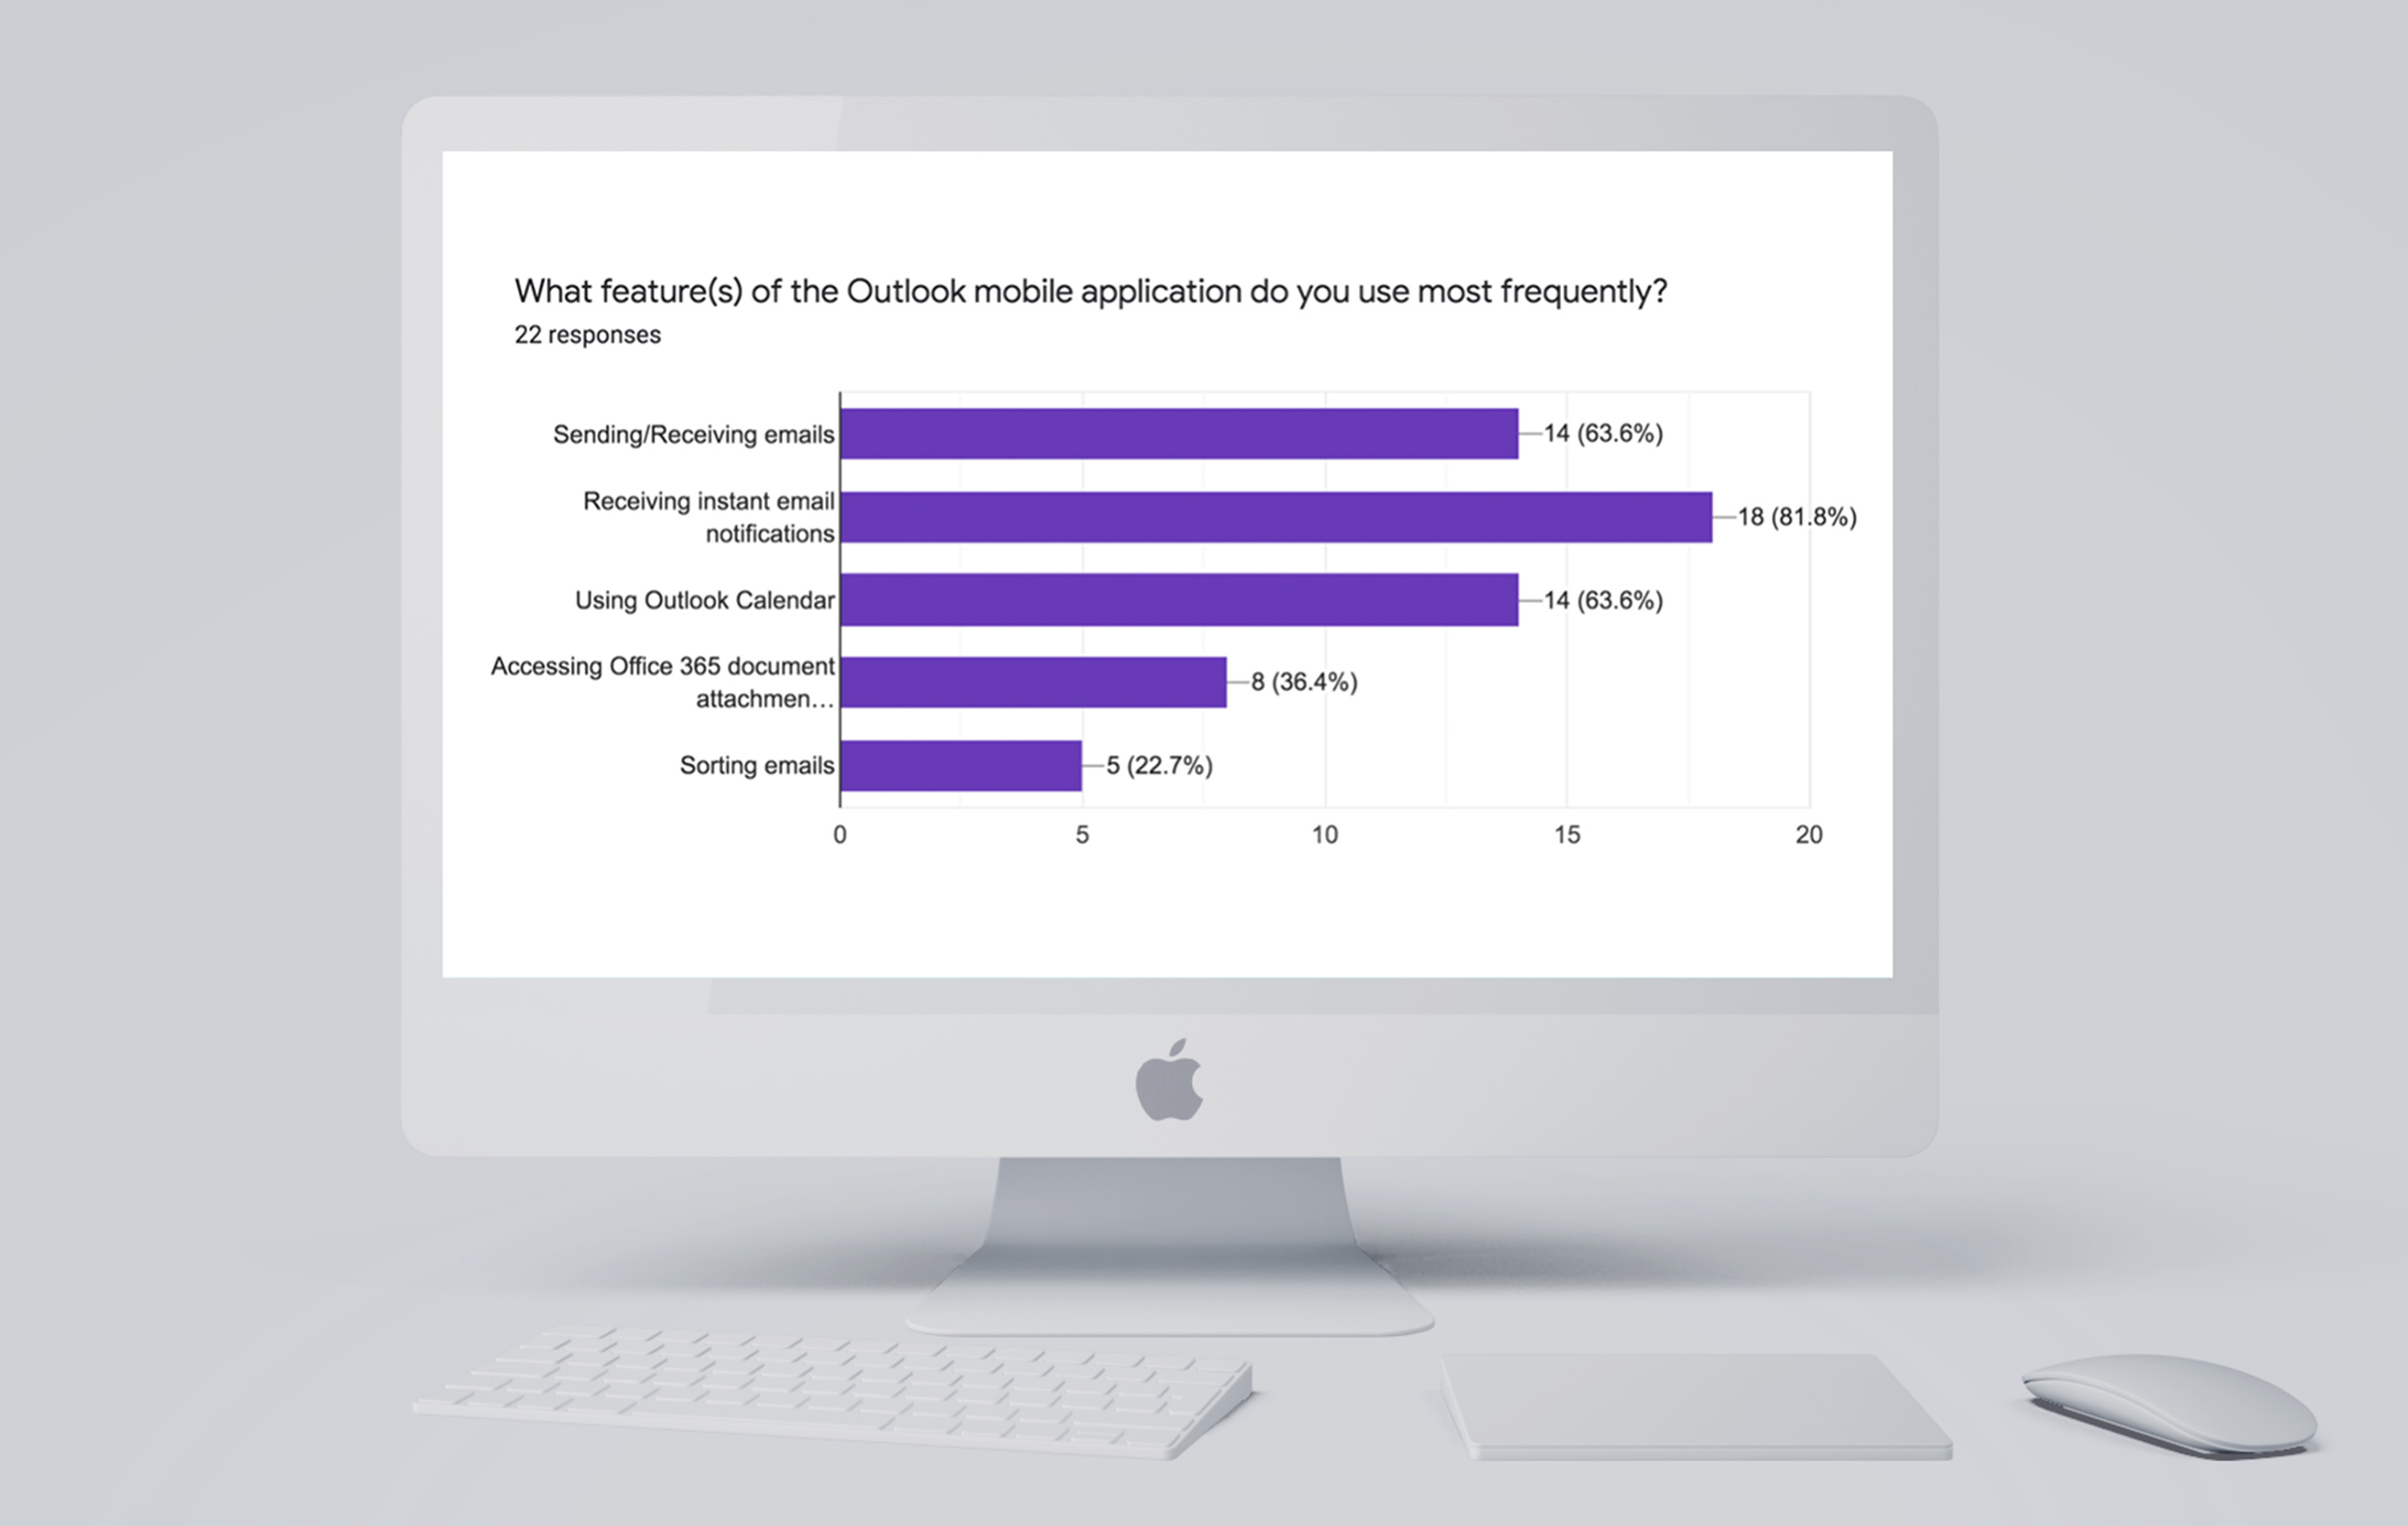 What feature(s) of the Outlook mobile application do you use most frequently?
22 responses
Sending/Receiving emails
14 (63.6%)
Receiving instant email
notifications
18 (81.8%)
Using Outlook Calendar
14 (63.6%)
Accessing Office 365 document
attachmen…
8 (36.4%)
Sorting emails
5 (22.7%)
0 5 10 15 20